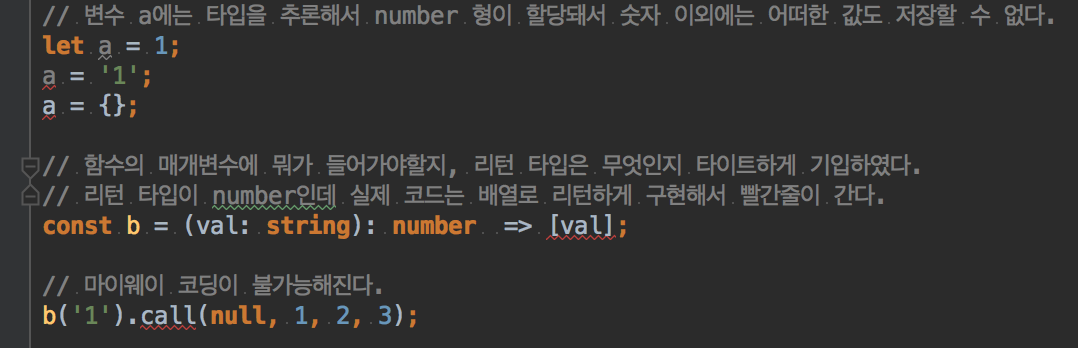 // 변수 a에는 타입을 추론해서 number 형이 할당돼서 숫자 이외에는 어떠한 값도 저장할 수 없다.
let a = 1;
a = '1';
a = {};
// 함수의 매개변수에 뭐가 들어가야할지, 리턴 타입은 무엇인지 타이트하게 기입하였다.
// 리턴 타입이 number인데 실제 코드는 배열로 리턴하게 구현해서 빨간줄이 간다.
const b = (val: string): number => [val];
// 마이웨이 코딩이 불가능해진다.
b('1').call(null, 1, 2, 3);